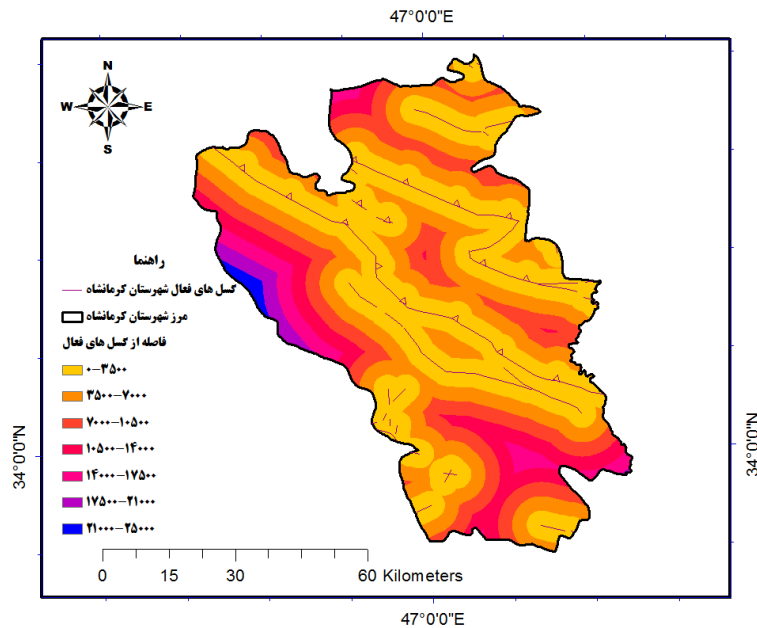 47°0'0"E
N
W E
S
راهنما
گسل های فعال شهرستان کرمانشاه
مرز شهرستان کرمانشاه
فاصله از گسل های فعال
۰-۳۵۰۰
۳۵۰۰-۷۰۰۰
۷۰۰۰-۱۰۵۰۰
۱۰۵۰۰-۱۴۰۰۰
۱۴۰۰۰-۱۷۵۰۰
۱۷۵۰۰-۲۱۰۰۰
۲۱۰۰۰-۲۵۰۰۰
34°0'0"N
34°0'0"N
0 15 30 60 Kilometers
47°0'0"E